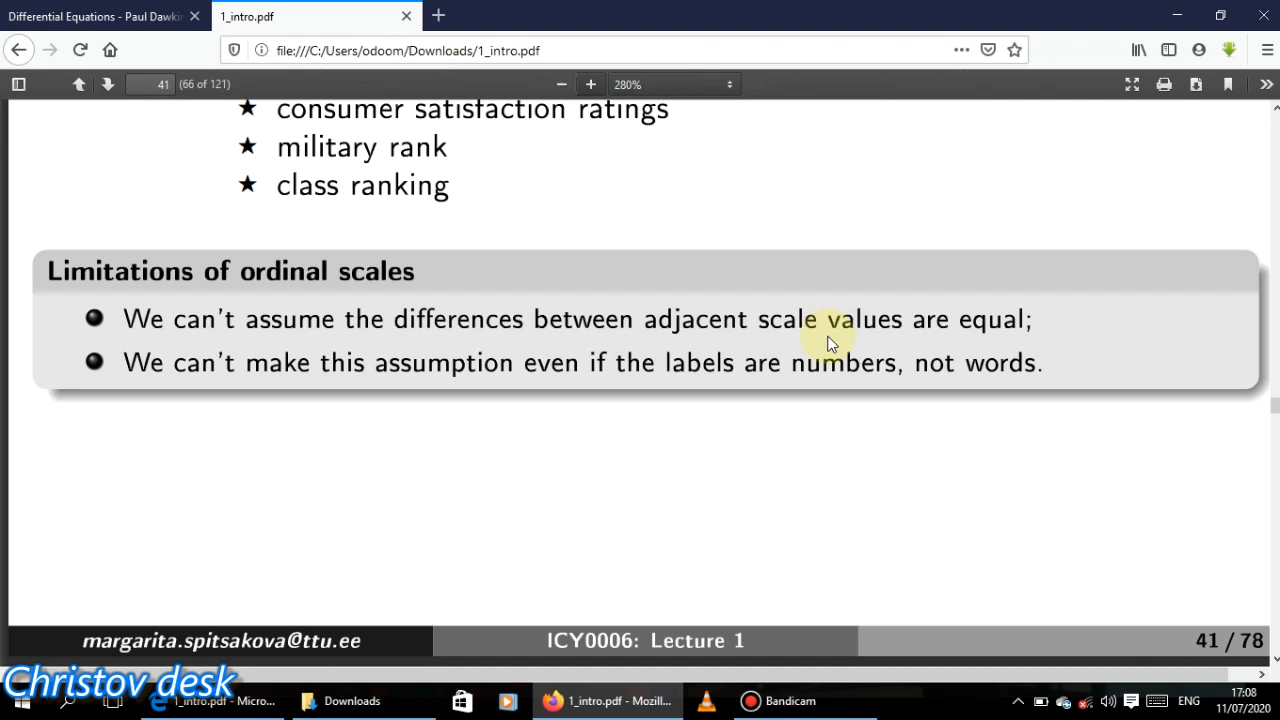 Differential Equations - Paul Dawkin
1_intro.pdf
file:///C:/Users/odoom/Downloads/1_intro.pdf
41 (66 of 121)
280%
★ consumer satisfaction ratings
★ military rank
★ class ranking
Limitations of ordinal scales
We can't assume the differences between adjacent scale values are equal;
We can't make this assumption even if the labels are numbers, not words.
margarita.spitsakova@ttu.ee
ICY0006: Lecture 1
41 / 78
Christov desk
1_intro.pdf - Micro...
Downloads
1_intro.pdf - Mozill...
Bandicam
ENG
17:08
11/07/2020